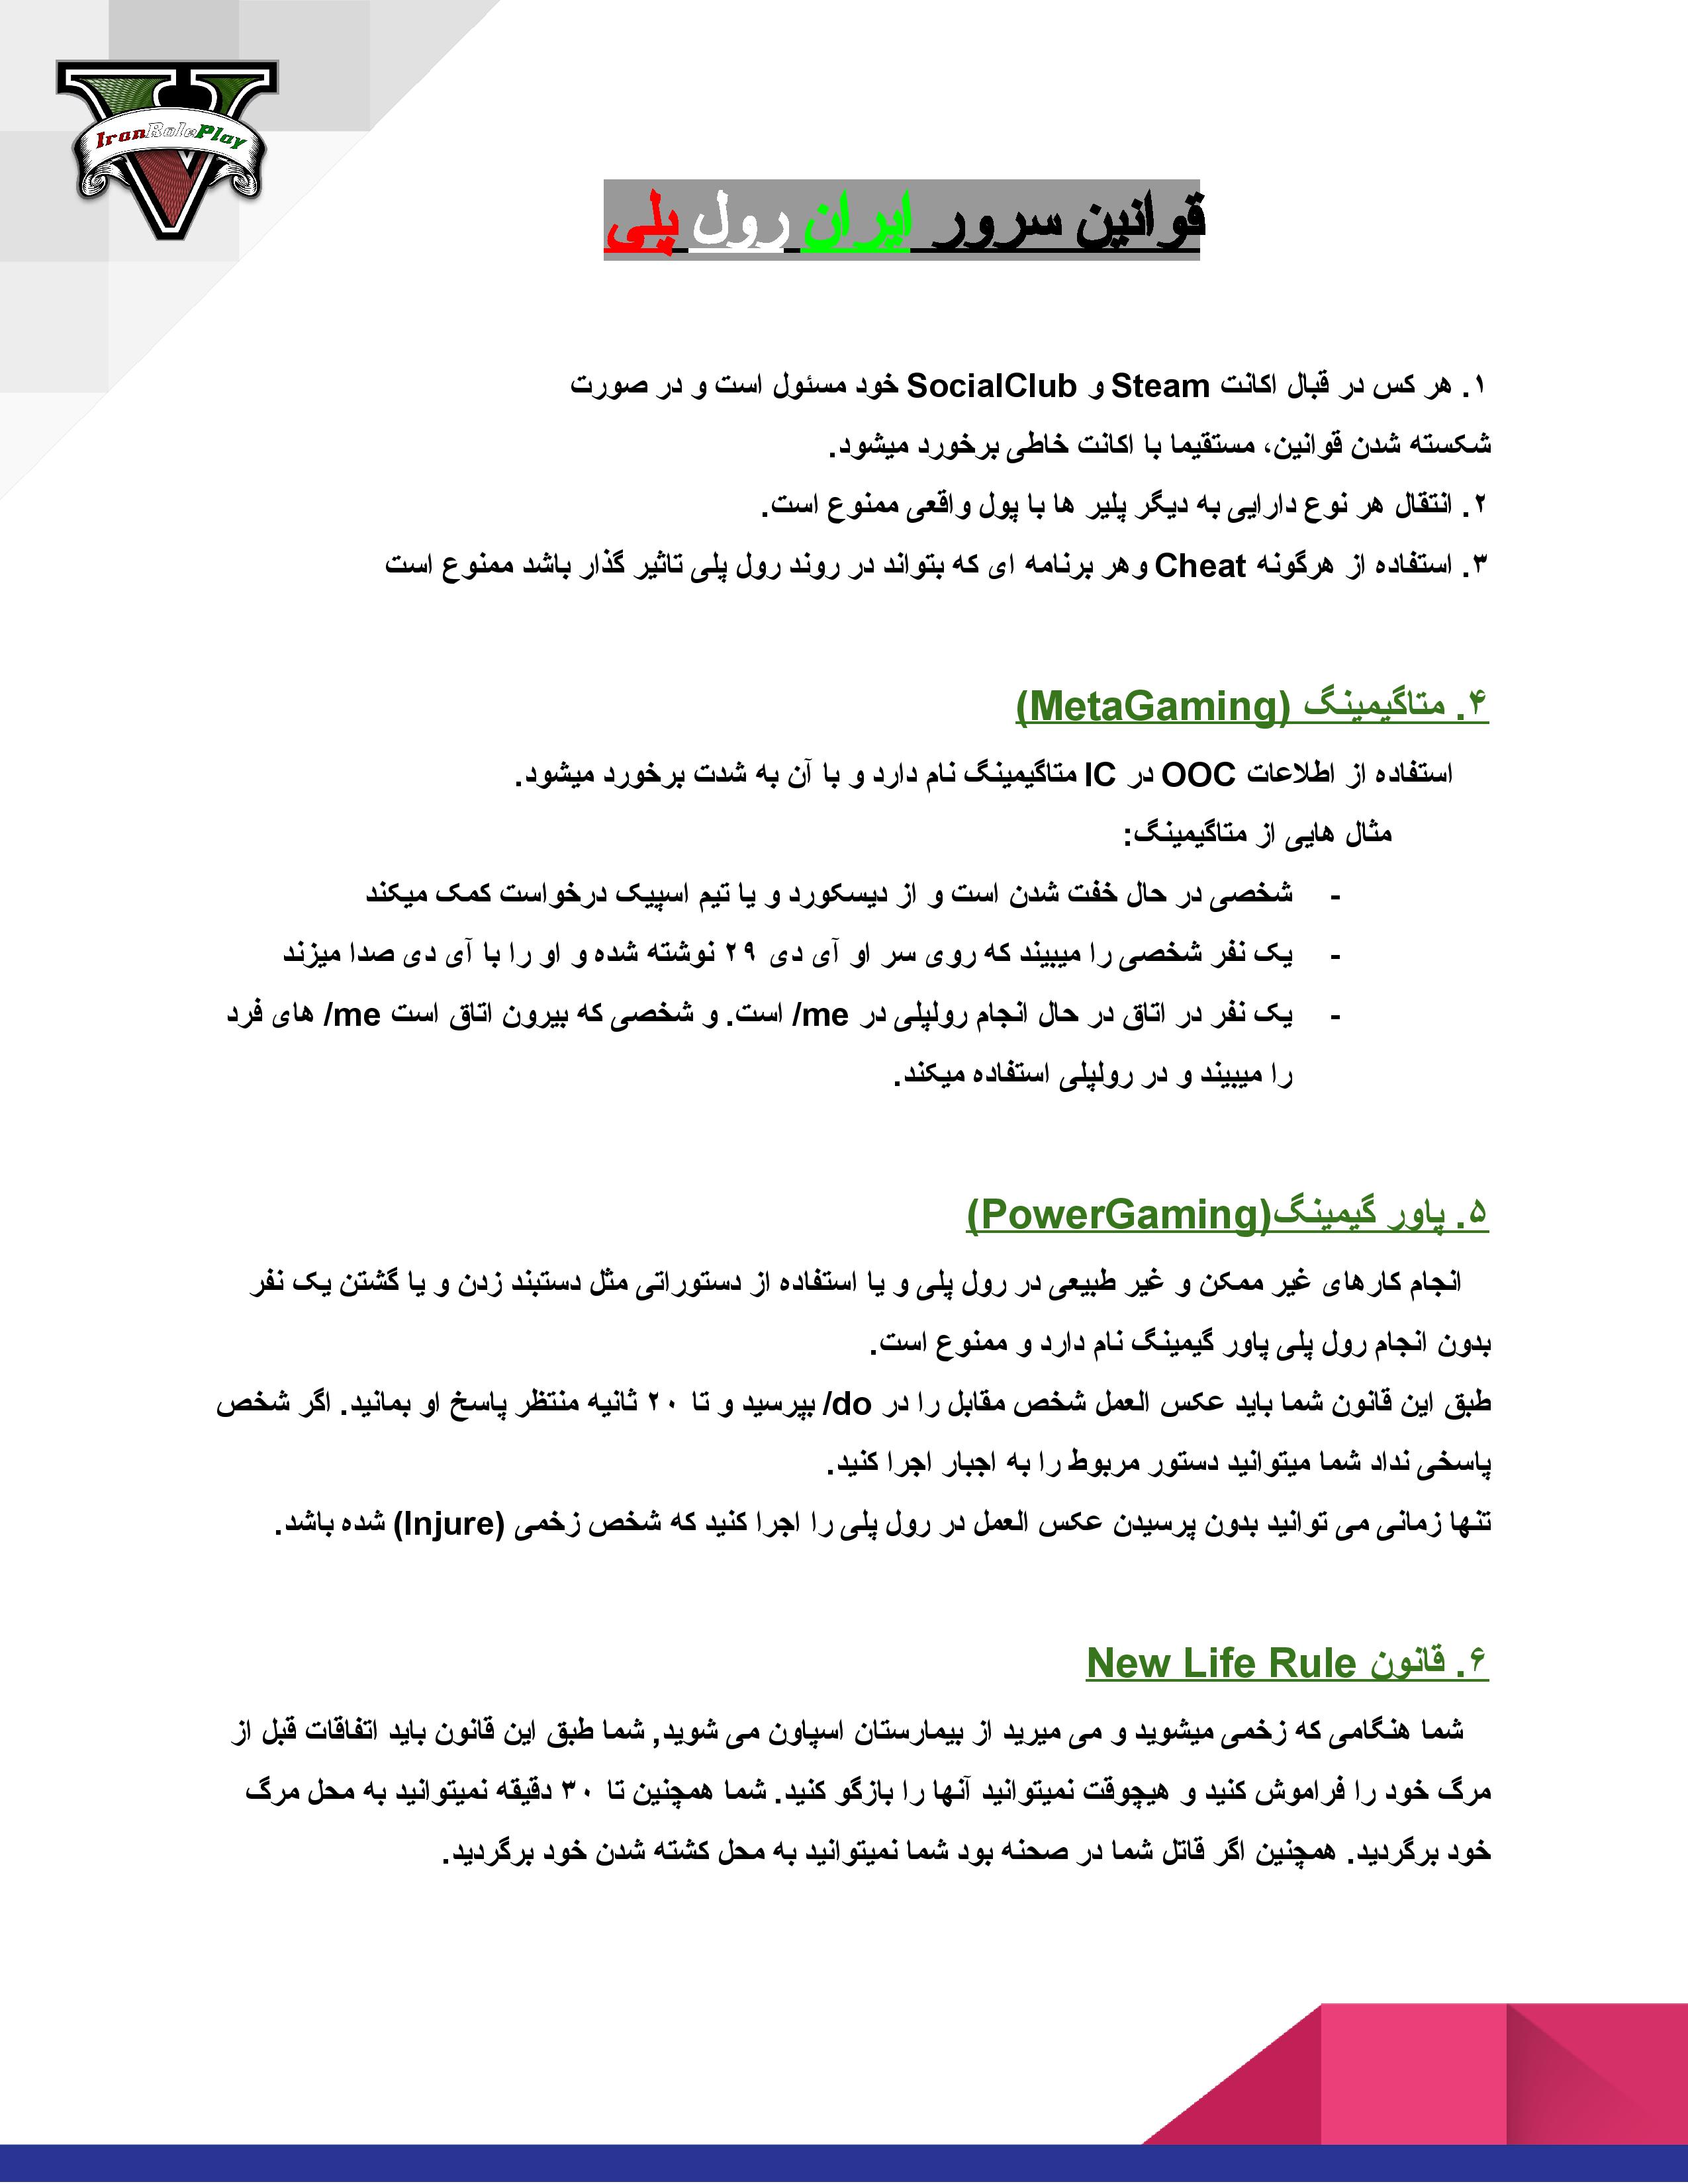 IranRolePlay
قوانین سرور ایران رول پلی
۱. هر کس در قبال اکانت Steam و SocialClub خود مسئول است و در صورت
شکسته شدن قوانین، مستقیما با اکانت خاطی برخورد میشود.
۲. انتقال هر نوع دارایی به دیگر پلیر ها با پول واقعی ممنوع است.
۳. استفاده از هرگونه Cheat وهر برنامه ای که بتواند در روند رول پلی تاثیر گذار باشد ممنوع است
۴. متاگیمینگ (MetaGaming)
استفاده از اطلاعات OOC در IC متاگیمینگ نام دارد و با آن به شدت برخورد میشود.
مثال هایی از متاگیمینگ:
- شخصی در حال خفت شدن است و از دیسکورد و یا تیم اسپیک درخواست کمک میکند
- یک نفر شخصی را میبیند که روی سر او آی دی ۲۹ نوشته شده و او را با آی دی صدا میزند
- یک نفر در اتاق در حال انجام رولپلی در me/ است. و شخصی که بیرون اتاق است me/ های فرد
را میبیند و در رولپلی استفاده میکند.
۵. پاور گیمینگ(PowerGaming)
انجام کارهای غیر ممکن و غیر طبیعی در رول پلی و یا استفاده از دستوراتی مثل دستبند زدن و یا گشتن یک نفر
بدون انجام رول پلی پاور گیمینگ نام دارد و ممنوع است.
طبق این قانون شما باید عکس العمل شخص مقابل را در do/ بپرسید و تا ۲۰ ثانیه منتظر پاسخ او بمانید. اگر شخص
پاسخی نداد شما میتوانید دستور مربوط را به اجبار اجرا کنید.
تنها زمانی می توانید بدون پرسیدن عکس العمل در رول پلی را اجرا کنید که شخص زخمی (Injure) شده باشد.
۶. قانون New Life Rule
شما هنگامی که زخمی میشوید و می میرید از بیمارستان اسپاون می شوید, شما طبق این قانون باید اتفاقات قبل از
مرگ خود را فراموش کنید و هیچوقت نمیتوانید آنها را بازگو کنید. شما همچنین تا ۳۰ دقیقه نمیتوانید به محل مرگ
خود برگردید. همچنین اگر قاتل شما در صحنه بود شما نمیتوانید به محل کشته شدن خود برگردید.